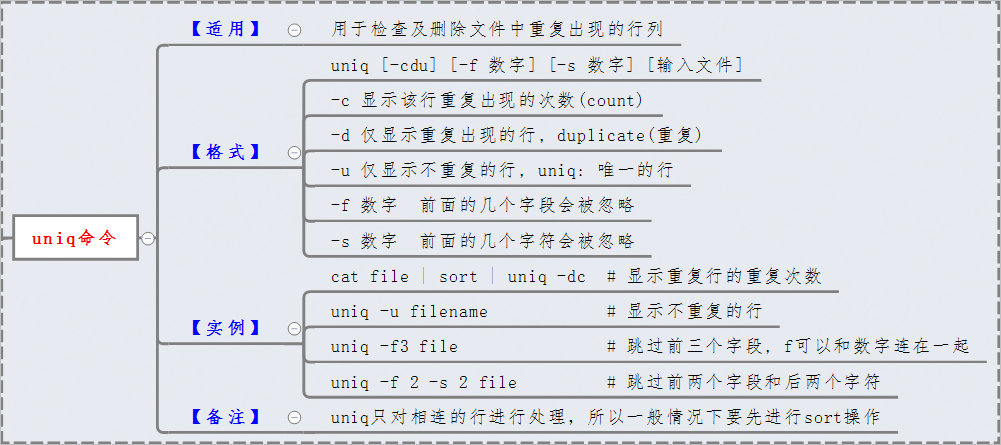 【适用】 用于检查及删除文件中重复出现的行列
uniq [-cdu] [-f 数字] [-s 数字] [输入文件]
-c 显示该行重复出现的次数(count)
-d 仅显示重复出现的行，duplicate(重复)
【格式】
-u 仅显示不重复的行，uniq: 唯一的行
-f 数字 前面的几个字段会被忽略
uniq命令
-s 数字 前面的几个字符会被忽略
cat file | sort | uniq -dc # 显示重复行的重复次数
uniq -u filename # 显示不重复的行
【实例】
uniq -f3 file # 跳过前三个字段，f可以和数字连在一起
uniq -f 2 -s 2 file # 跳过前两个字段和后两个字符
【备注】 uniq只对相连的行进行处理，所以一般情况下要先进行sort操作